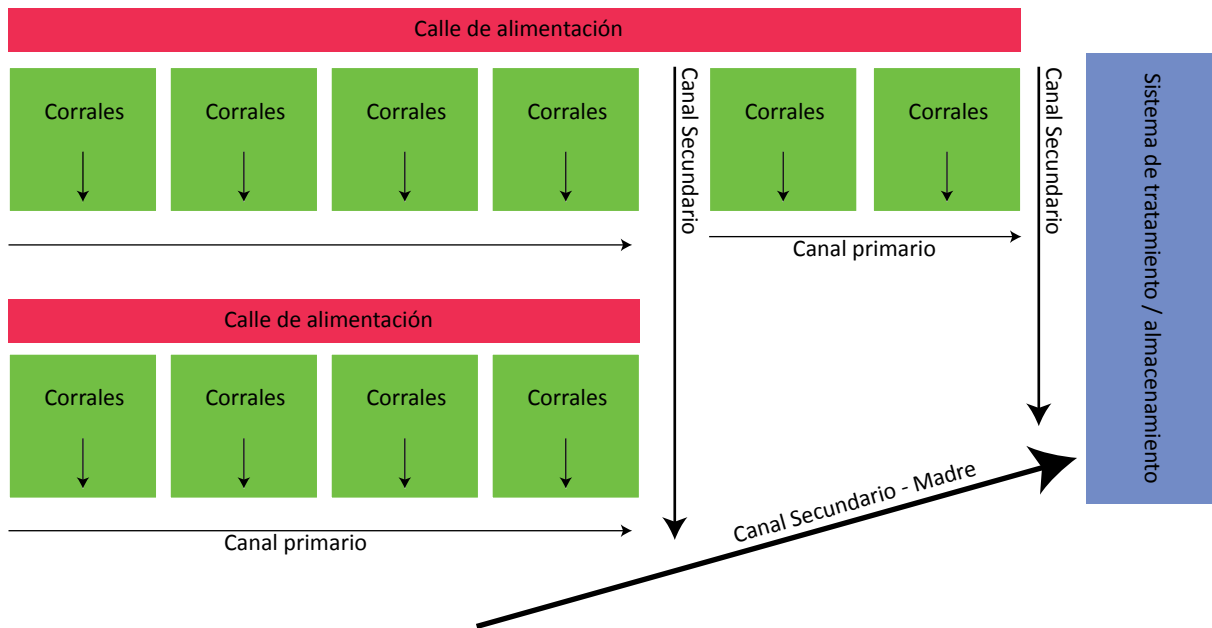 Calle de alimentación
Corrales
Corrales
Corrales
Corrales
Canal Secundario
Corrales
Corrales
Canal Secundario
Sistema de tratamiento / almacenamiento
Canal primario
Calle de alimentación
Corrales
Corrales
Corrales
Corrales
Canal primario
Canal Secundario - Madre